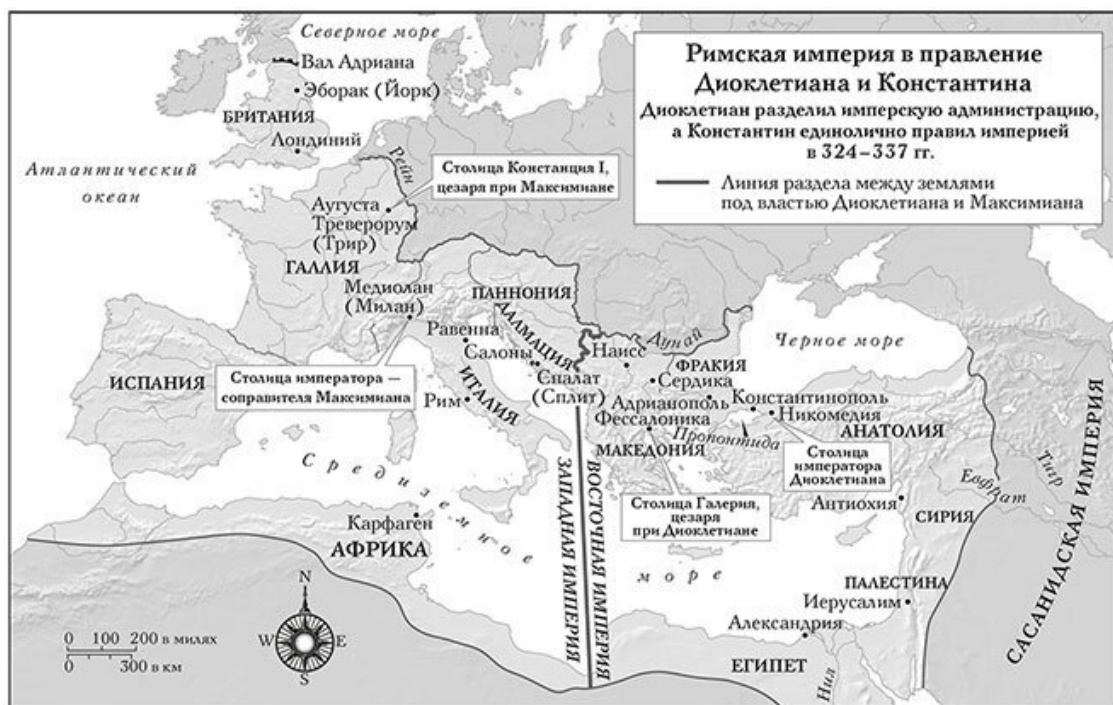 Римская империя в правление
Диоклетиана и Константина
Диоклетиан разделил имперскую администрацию,
а Константин единолично правил империей
в 324–337 гг.
Линия раздела между землями
под властью Диоклетиана и Максимиана
Северное море
Вал Адриана
Эборак (Йорк)
БРИТАНИЯ
Лондиний
Атлантический
океан
Рейн
Столица Констанция I,
цезаря при Максимиане
Аугуста
Треверорум
(Трир)
ГАЛЛИЯ
Медиолан
(Милан)
ПАННОНИЯ
ДАЛМАЦИЯ
Равенна
Салоны
Спалат
(Сплит)
ИСПАНИЯ
Столица императора —
соправителя Максимиана
Рим
ИТАЛИЯ
Наисс
Дунай
ФРАКИЯ
Сердика
Черное море
Адрианополь
Константинополь
Никомедия
Фессалоника
Пропонтида
АНАТОЛИЯ
МАКЕДОНИЯ
Столица
императора
Диоклетиана
Столица Галерия,
цезаря
при Диоклетиане
Евфрат
Тигр
Антиохия
СИРИЯ
САСАНИДСКАЯ ИМПЕРИЯ
ЗАПАДНАЯ ИМПЕРИЯ
ВОСТОЧНАЯ ИМПЕРИЯ
Средиземное
море
Карфаген
АФРИКА
ПАЛЕСТИНА
Иерусалим
Александрия
ЕГИПЕТ
Нил
N
W E
S
0 100 200 в милях
0 300 в км